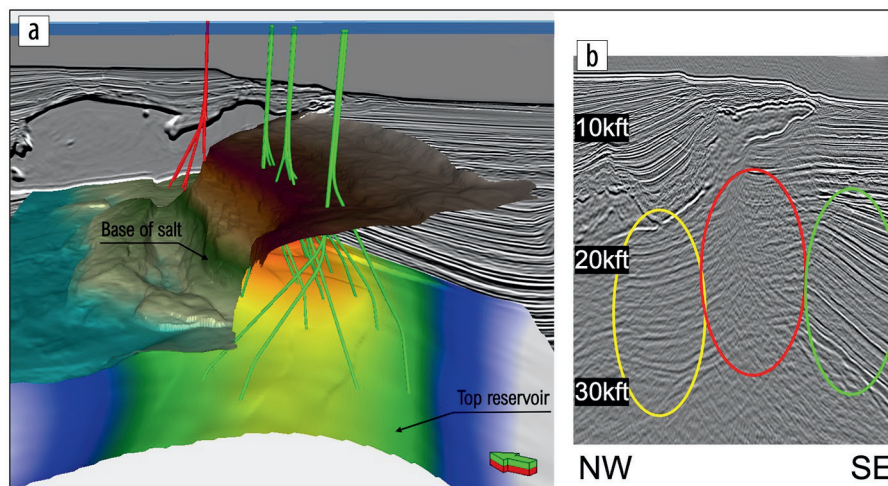 a
Base of salt
Top reservoir
b
10kft
20kft
30kft
NW
SE